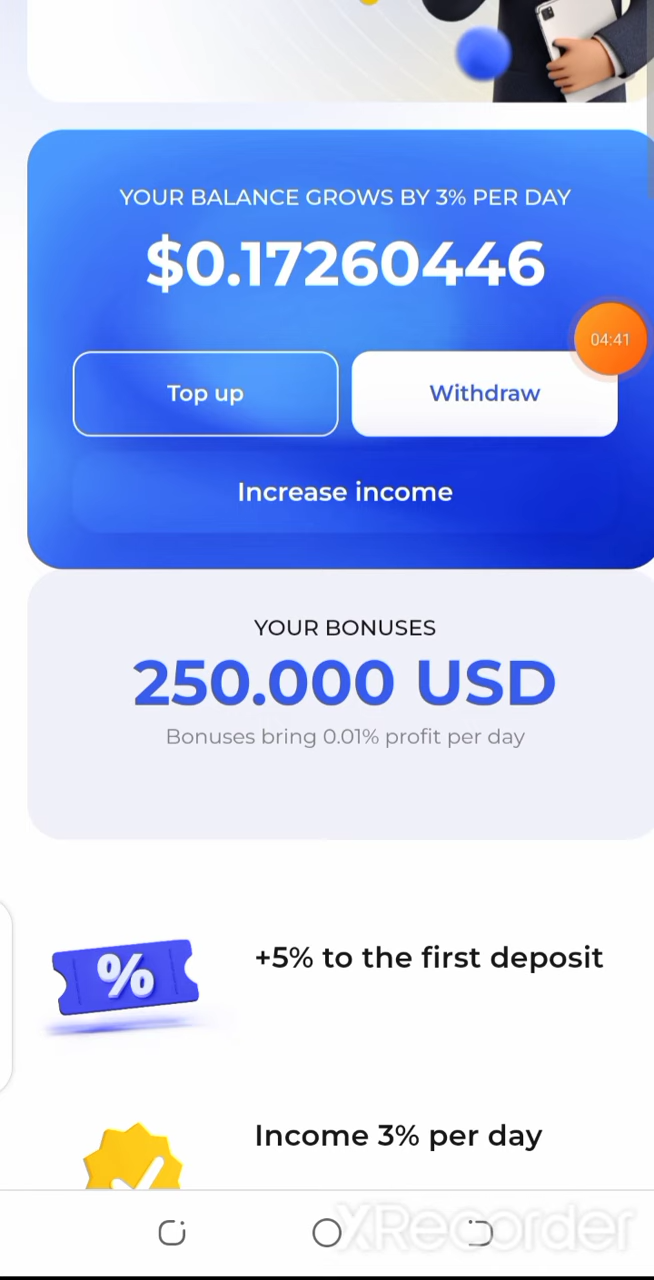 YOUR BALANCE GROWS BY 3% PER DAY
$0.17260446
04:41
Top up
Withdraw
Increase income
YOUR BONUSES
250.000 USD
Bonuses bring 0.01% profit per day
%
+5% to the first deposit
Income 3% per day
XRecorder